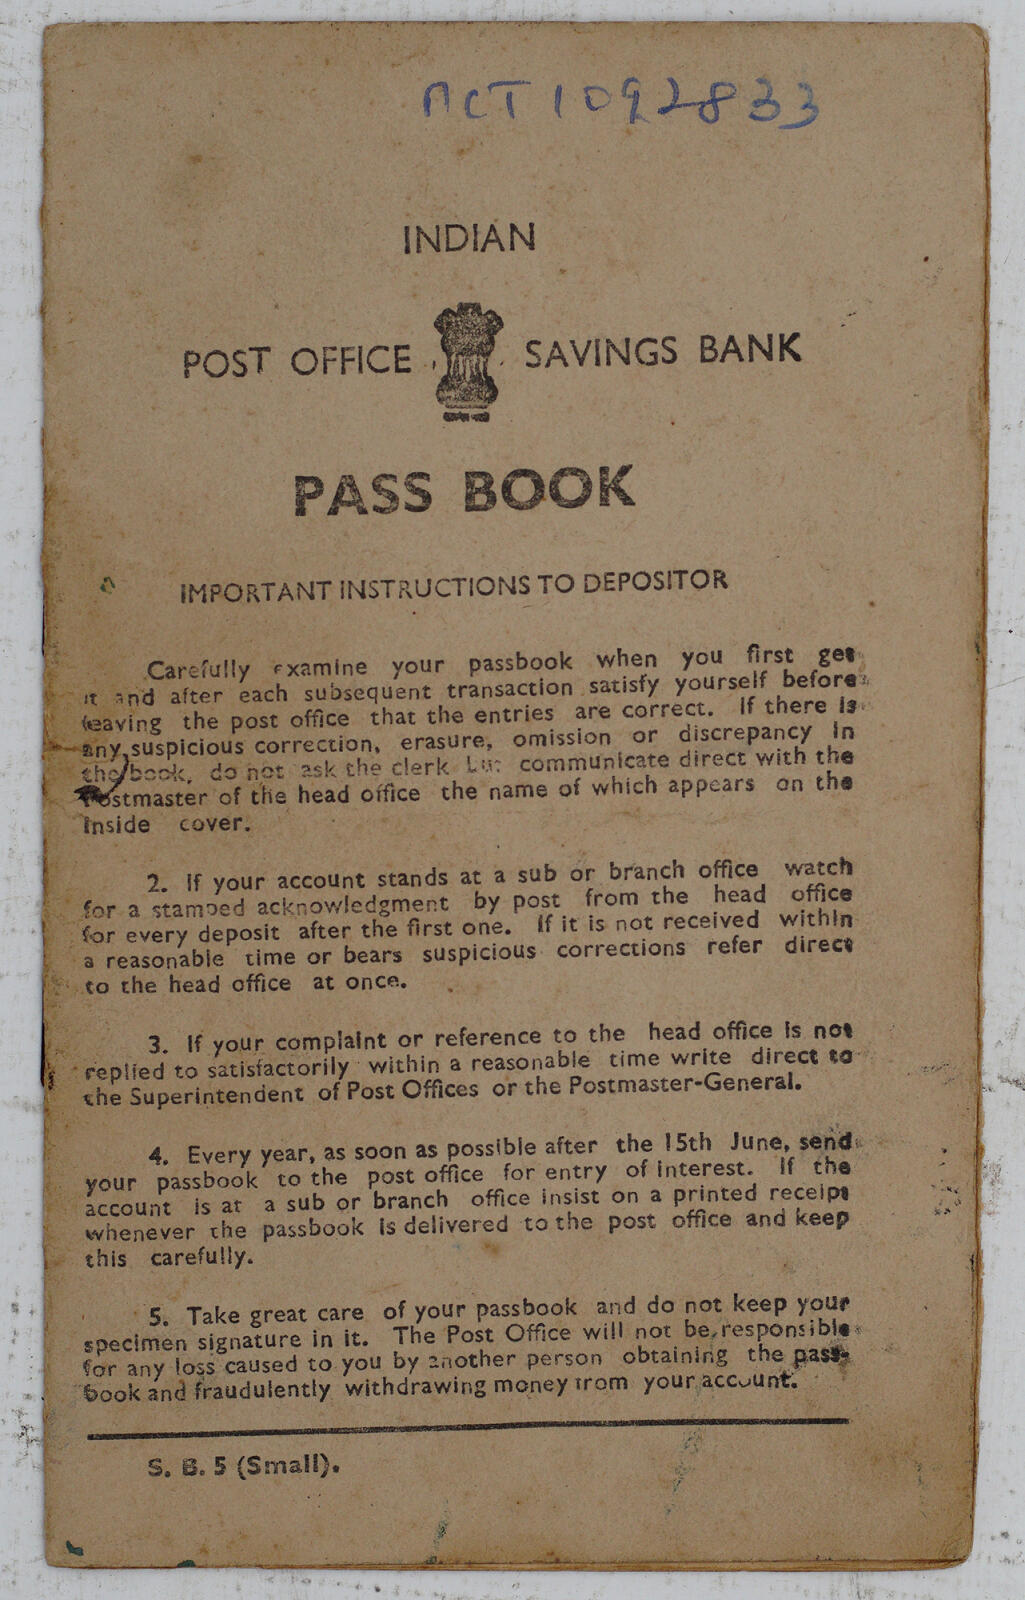 ACT 1092833
INDIAN
POST OFFICE SAVINGS BANK
PASS BOOK
IMPORTANT INSTRUCTIONS TO DEPOSITOR
Carefully examine your passbook when you first get
it and after each subsequent transaction satisfy yourself before
leaving the post office that the entries are correct. If there is
any suspicious correction, erasure, omission or discrepancy in
the book, do not ask the clerk but communicate direct with the
Postmaster of the head office the name of which appears on the
inside cover.
2. If your account stands at a sub or branch office watch
for a stamped acknowledgment by post from the head office
for every deposit after the first one. If it is not received within
a reasonable time or bears suspicious corrections refer direct
to the head office at once.
3. If your complaint or reference to the head office is not
replied to satisfactorily within a reasonable time write direct to
the Superintendent of Post Offices or the Postmaster-General.
4. Every year, as soon as possible after the 15th June, send
your passbook to the post office for entry of interest. If the
account is at a sub or branch office insist on a printed receipt
whenever the passbook is delivered to the post office and keep
this carefully.
5. Take great care of your passbook and do not keep your
specimen signature in it. The Post Office will not be responsible
for any loss caused to you by another person obtaining the pass-
book and fraudulently withdrawing money from your account.
S. B. 5 (Small).